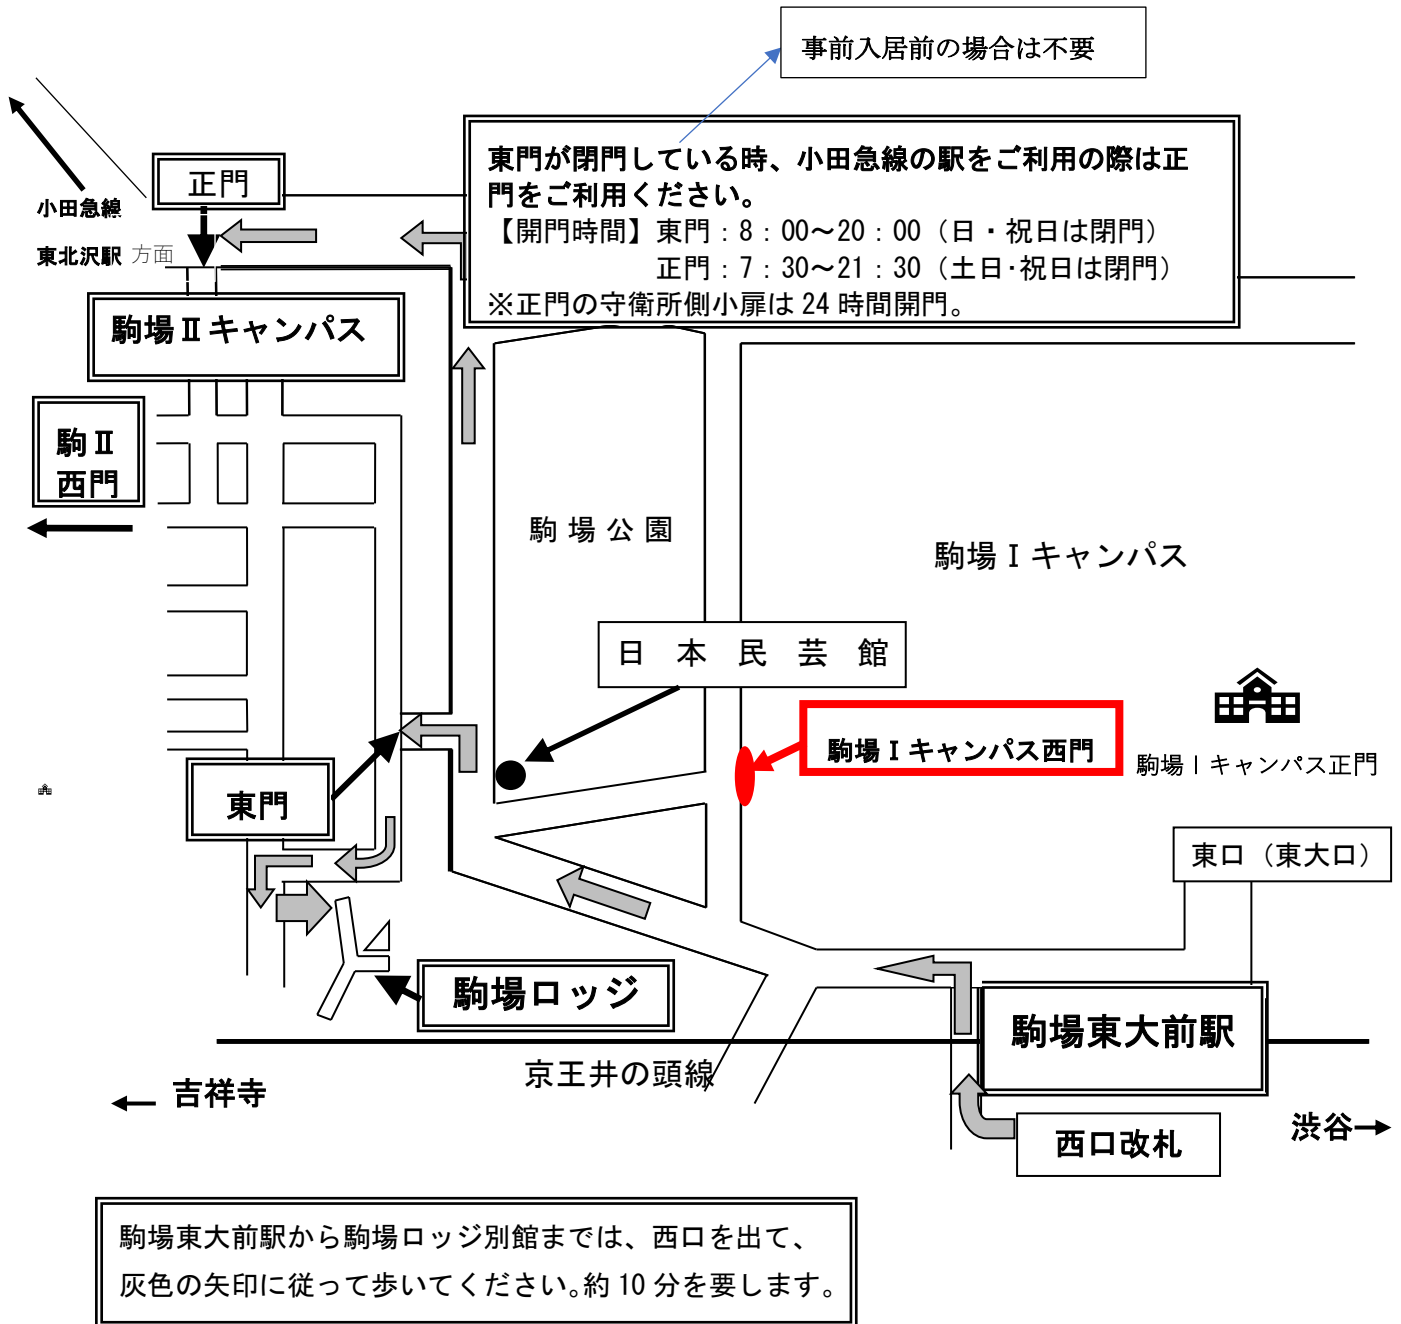 事前入居前の場合は不要
東門が閉門している時、小田急線の駅をご利用の際は正
門をご利用ください。
【開門時間】東門：8：00～20：00（日・祝日は閉門）
正門：7：30～21：30（土日・祝日は閉門）
※正門の守衛所側小扉は24時間開門。
正門
小田急線
東北沢駅 方面
駒場Ⅱキャンパス
駒Ⅱ
西門
駒場公園
駒場Ⅰキャンパス
日本民芸館
駒場Ⅰキャンパス西門
駒場Ⅰキャンパス正門
東門
東口（東大口）
駒場ロッジ
駒場東大前駅
京王井の頭線
吉祥寺
渋谷
西口改札
駒場東大前駅から駒場ロッジ別館までは、西口を出て、
灰色の矢印に従って歩いてください。約10分を要します。